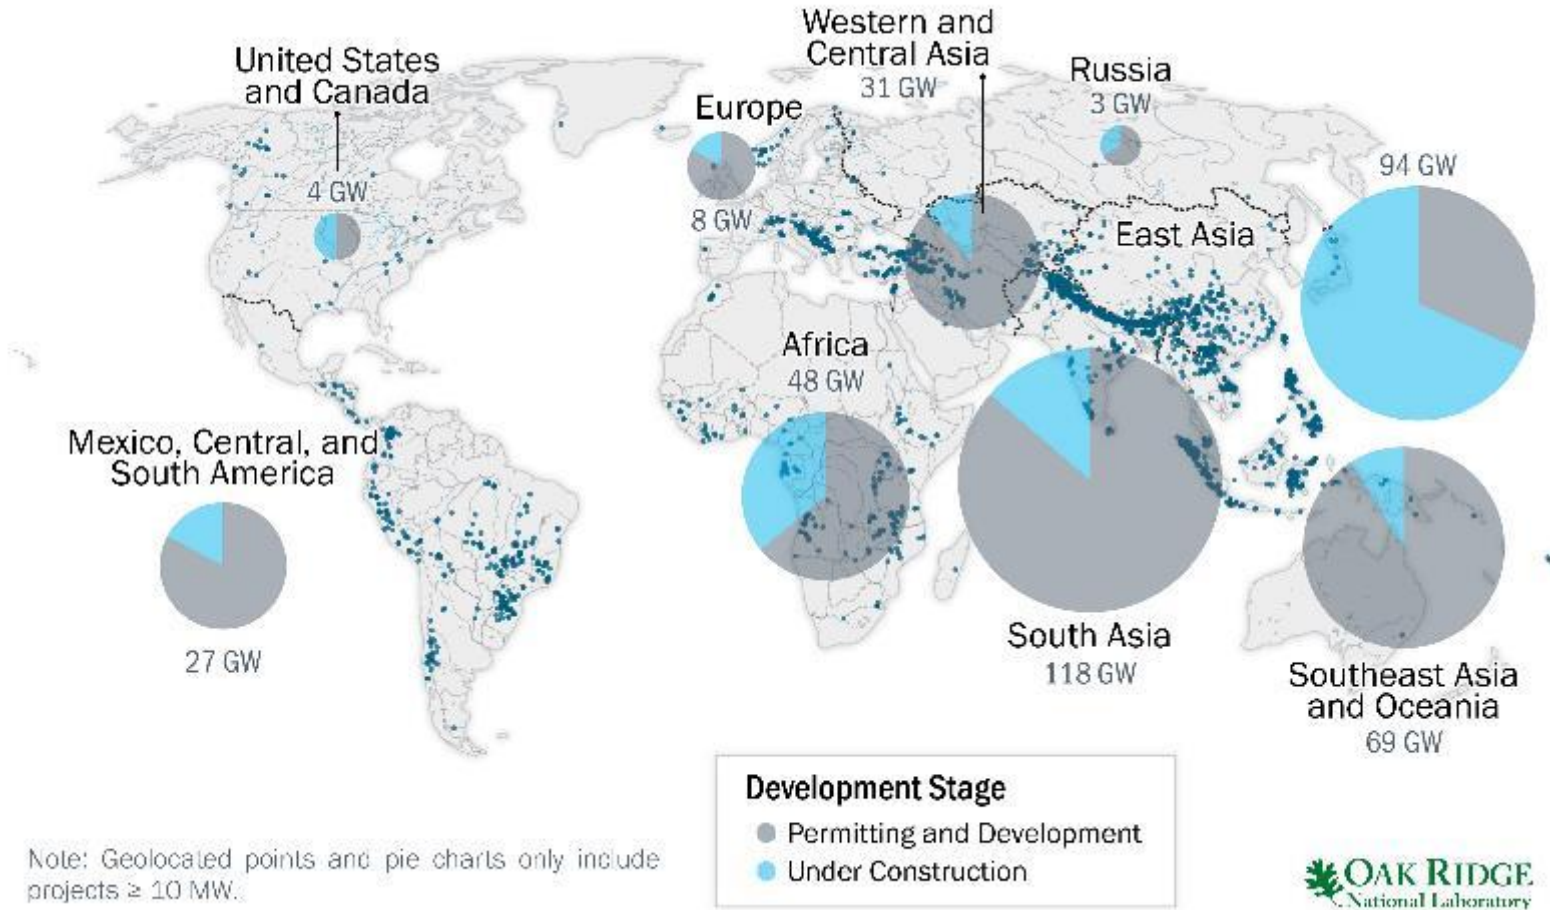 United States
and Canada
4 GW
Europe
8 GW
Western and
Central Asia
31 GW
Russia
3 GW
94 GW
East Asia
Africa
48 GW
Mexico, Central, and
South America
27 GW
South Asia
118 GW
Southeast Asia
and Oceania
69 GW
Development Stage
Permitting and Development
Under Construction
Note: Geolocated points and pie charts only include
projects ≥ 10 MW.
OAK RIDGE
National Laboratory